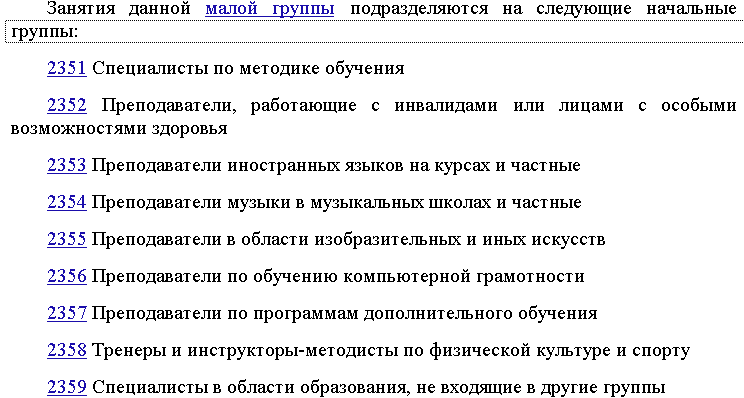 Занятия данной малой группы подразделяются на следующие начальные
группы:
2351 Специалисты по методике обучения
2352 Преподаватели, работающие с инвалидами или лицами с особыми
возможностями здоровья
2353 Преподаватели иностранных языков на курсах и частные
2354 Преподаватели музыки в музыкальных школах и частные
2355 Преподаватели в области изобразительных и иных искусств
2356 Преподаватели по обучению компьютерной грамотности
2357 Преподаватели по программам дополнительного обучения
2358 Тренеры и инструкторы-методисты по физической культуре и спорту
2359 Специалисты в области образования, не входящие в другие группы